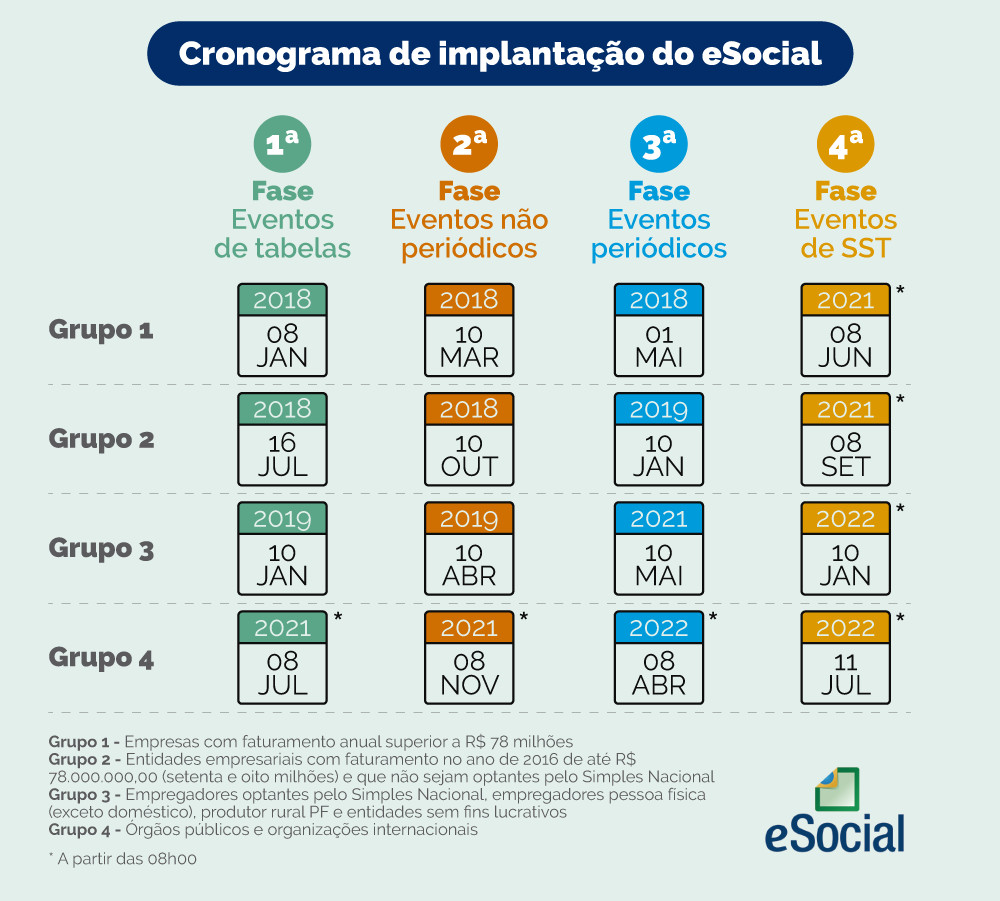 Cronograma de implantação do eSocial
1ª
2ª
3ª
4ª
Fase
Eventos
de tabelas
Fase
Eventos não
periódicos
Fase
Eventos
periódicos
Fase
Eventos
de SST
Grupo 1
2018
08
JAN
2018
10
MAR
2018
01
MAI
2021 *
08
JUN
Grupo 2
2018
16
JUL
2018
10
OUT
2019
10
JAN
2021 *
08
SET
Grupo 3
2019
10
JAN
2019
10
ABR
2021
10
MAI
2022 *
10
JAN
Grupo 4
2021 *
08
JUL
2021 *
08
NOV
2022 *
08
ABR
2022 *
11
JUL
Grupo 1 - Empresas com faturamento anual superior a R$ 78 milhões
Grupo 2 - Entidades empresariais com faturamento no ano de 2016 de até R$
78.000.000,00 (setenta e oito milhões) e que não sejam optantes pelo Simples Nacional
Grupo 3 - Empregadores optantes pelo Simples Nacional, empregadores pessoa física
(exceto doméstico), produtor rural PF e entidades sem fins lucrativos
Grupo 4 - Órgãos públicos e organizações internacionais
* A partir das 08h00
eSocial